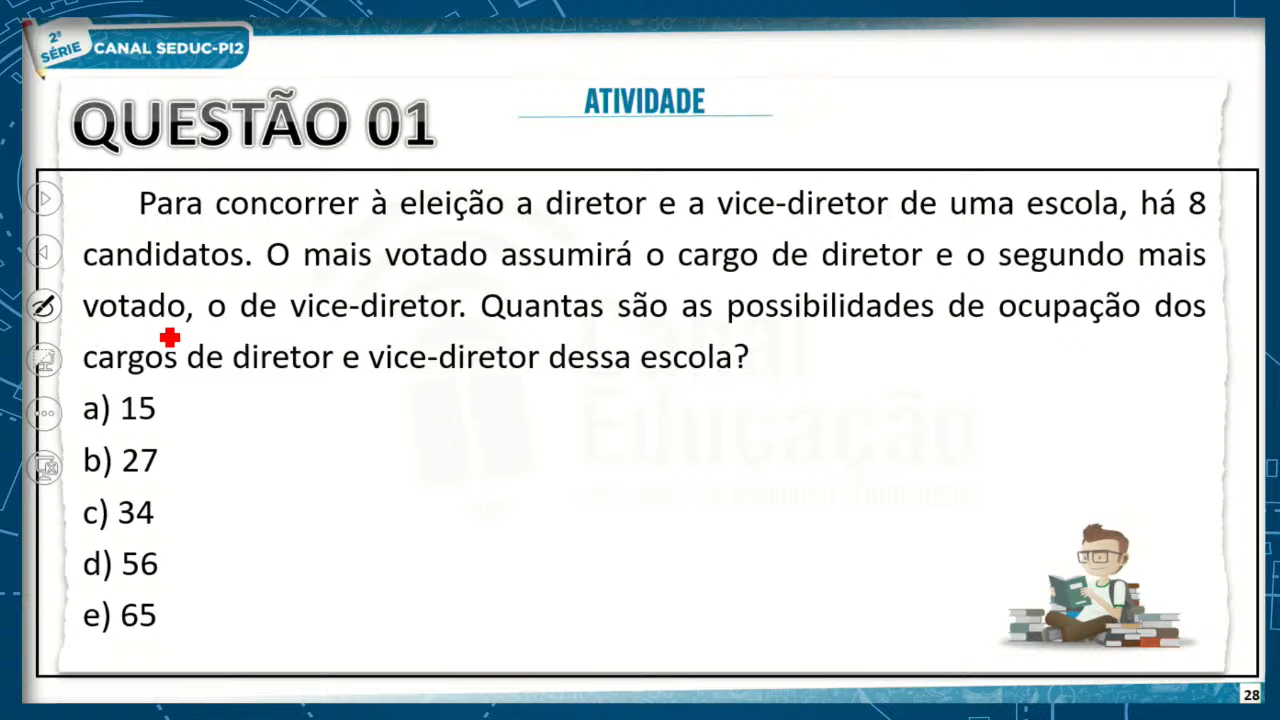 2ª
SÉRIE
CANAL SEDUC-PI2
ATIVIDADE
QUESTÃO 01
Para concorrer à eleição a diretor e a vice-diretor de uma escola, há 8
candidatos. O mais votado assumirá o cargo de diretor e o segundo mais
votado, o de vice-diretor. Quantas são as possibilidades de ocupação dos
cargos de diretor e vice-diretor dessa escola?
a) 15
b) 27
c) 34
d) 56
e) 65
Canal
Educação
28